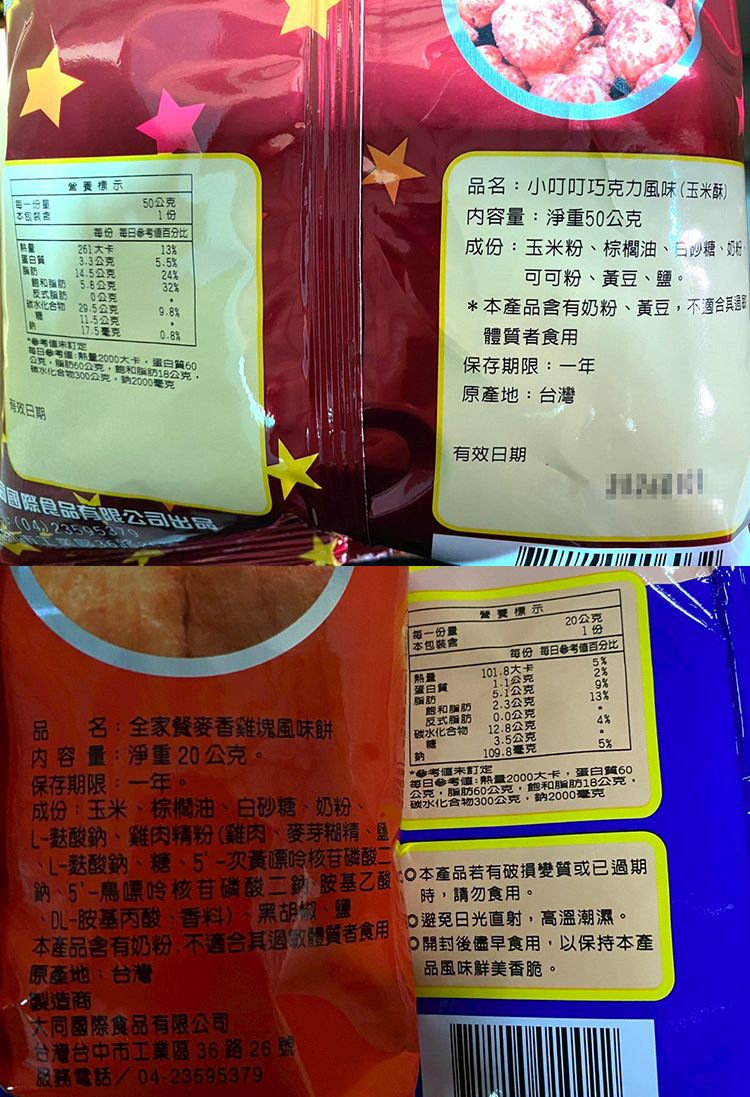 營養標示
每一份量 50公克
本包裝含 1份
每份 每日參考值百分比
熱量 261大卡 13%
蛋白質 3.3公克 5.5%
脂肪 14.5公克 24%
飽和脂肪 5.8公克 32%
反式脂肪 0公克 *
碳水化合物 29.5公克 9.8%
糖 11.5公克 *
鈉 17.5毫克 0.8%
*參考值未訂定
每日參考值:熱量2000大卡,蛋白質60
公克,脂肪60公克,飽和脂肪18公克,
碳水化合物300公克,鈉2000毫克
有效日期
國際食品有限公司出品
(04)23595379
品名:小叮叮巧克力風味(玉米酥)
內容量:淨重50公克
成份:玉米粉、棕櫚油、白砂糖、奶粉、
可可粉、黃豆、鹽。
*本產品含有奶粉、黃豆,不適合其過敏
體質者食用
保存期限:一年
原產地:台灣
有效日期
品名:全家餐麥香雞塊風味餅
內容量:淨重20公克。
保存期限:一年。
成份:玉米、棕櫚油、白砂糖、奶粉、
L-麩酸鈉、雞肉精粉(雞肉、麥芽糊精、鹽
、L-麩酸鈉、糖、5'-次黃嘌呤核苷磷酸二
鈉、5'-鳥嘌呤核苷磷酸二鈉、胺基乙酸
、DL-胺基丙酸、香料)、黑胡椒、鹽
本產品含有奶粉,不適合其過敏體質者食用
原產地:台灣
製造商
大同國際食品有限公司
台灣台中市工業區36路26號
服務電話/04-23595379
營養標示
每一份量 20公克
本包裝含 1份
每份 每日參考值百分比
熱量 101.8大卡 5%
蛋白質 1.1公克 2%
脂肪 5.1公克 9%
飽和脂肪 2.3公克 13%
反式脂肪 0.0公克 *
碳水化合物 12.8公克 4%
糖 3.5公克 *
鈉 109.8毫克 5%
*參考值未訂定
每日參考值:熱量2000大卡,蛋白質60
公克,脂肪60公克,飽和脂肪18公克,
碳水化合物300公克,鈉2000毫克
○本產品若有破損變質或已過期
時,請勿食用。
○避免日光直射,高溫潮濕。
○開封後儘早食用,以保持本產
品風味鮮美香脆。